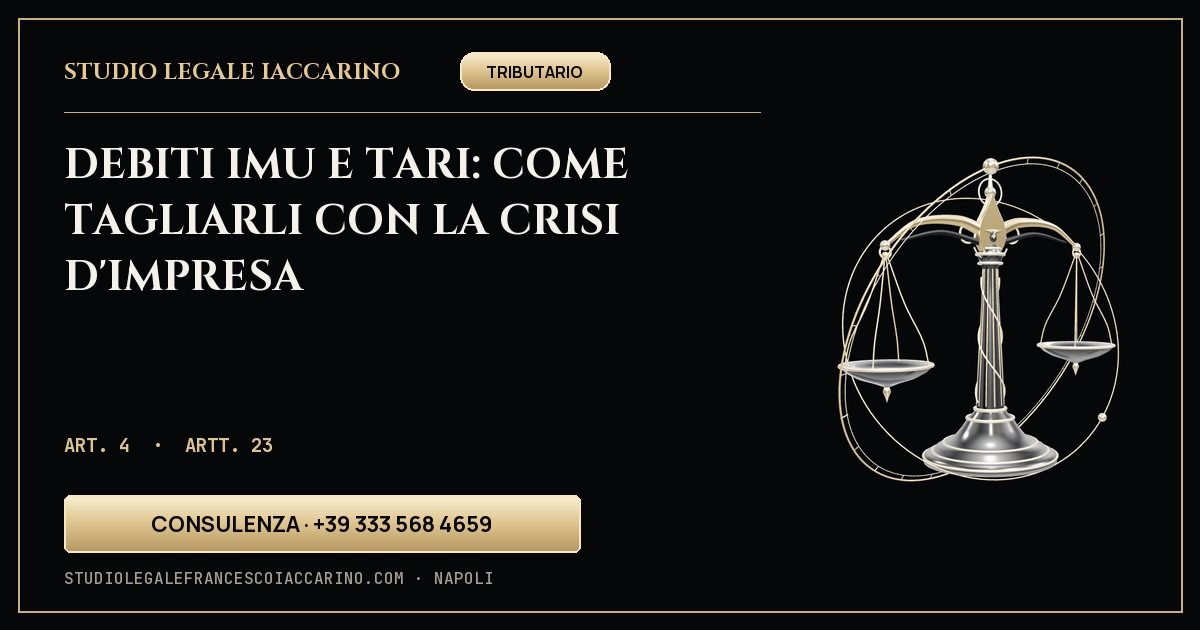 STUDIO LEGALE IACCARINO
TRIBUTARIO
DEBITI IMU E TARI: COME
TAGLIARLI CON LA CRISI
D'IMPRESA
ART. 4 · ARTT. 23
CONSULENZA · +39 333 568 4659
STUDIOLEGALEFRANCESCOIACCARINO.COM · NAPOLI